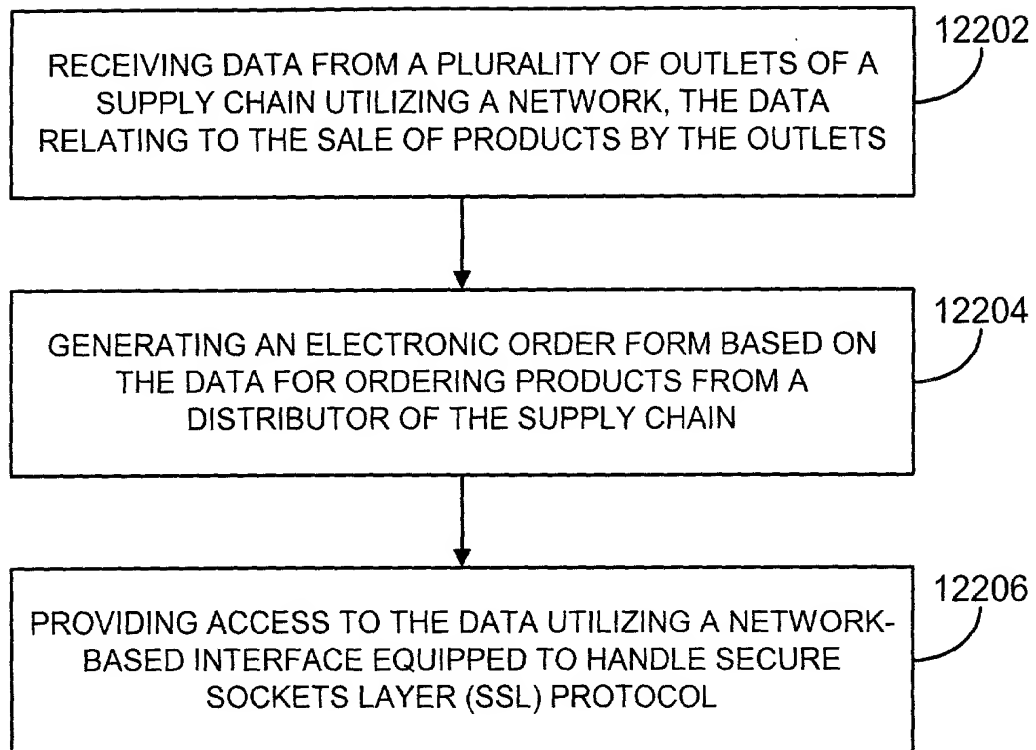 12202
RECEIVING DATA FROM A PLURALITY OF OUTLETS OF A
SUPPLY CHAIN UTILIZING A NETWORK, THE DATA
RELATING TO THE SALE OF PRODUCTS BY THE OUTLETS
12204
GENERATING AN ELECTRONIC ORDER FORM BASED ON
THE DATA FOR ORDERING PRODUCTS FROM A
DISTRIBUTOR OF THE SUPPLY CHAIN
12206
PROVIDING ACCESS TO THE DATA UTILIZING A NETWORK-
BASED INTERFACE EQUIPPED TO HANDLE SECURE
SOCKETS LAYER (SSL) PROTOCOL